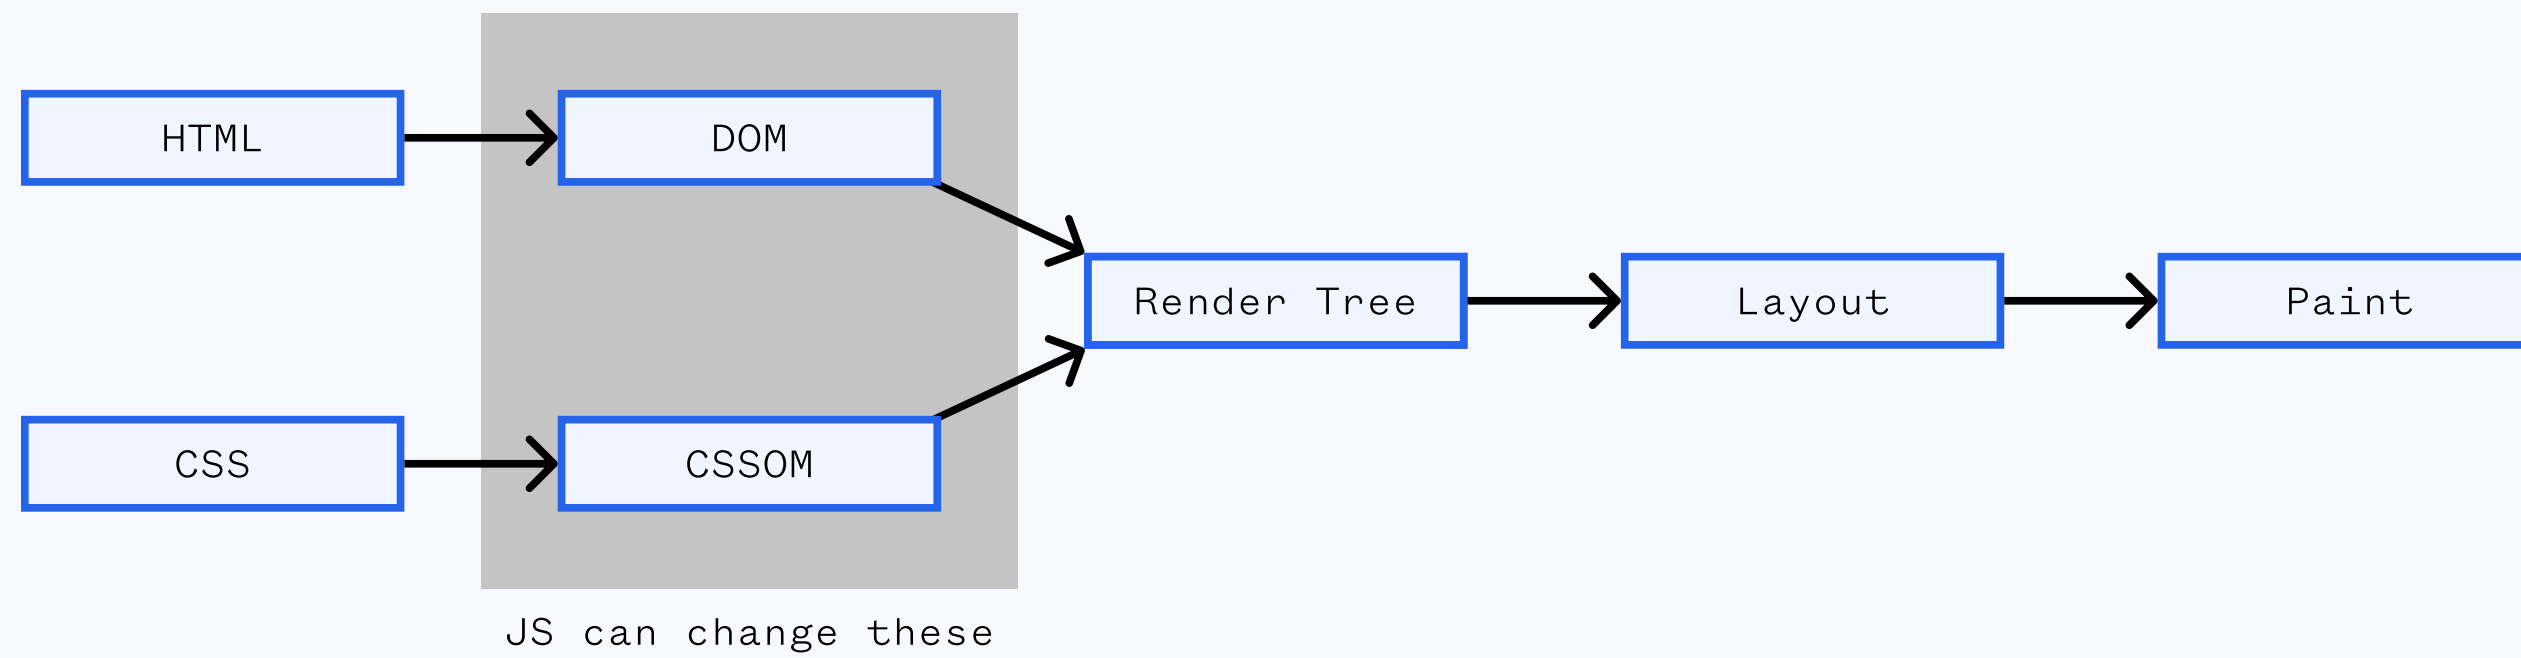 HTML
DOM
Render Tree
Layout
Paint
CSS
CSSOM
JS can change these